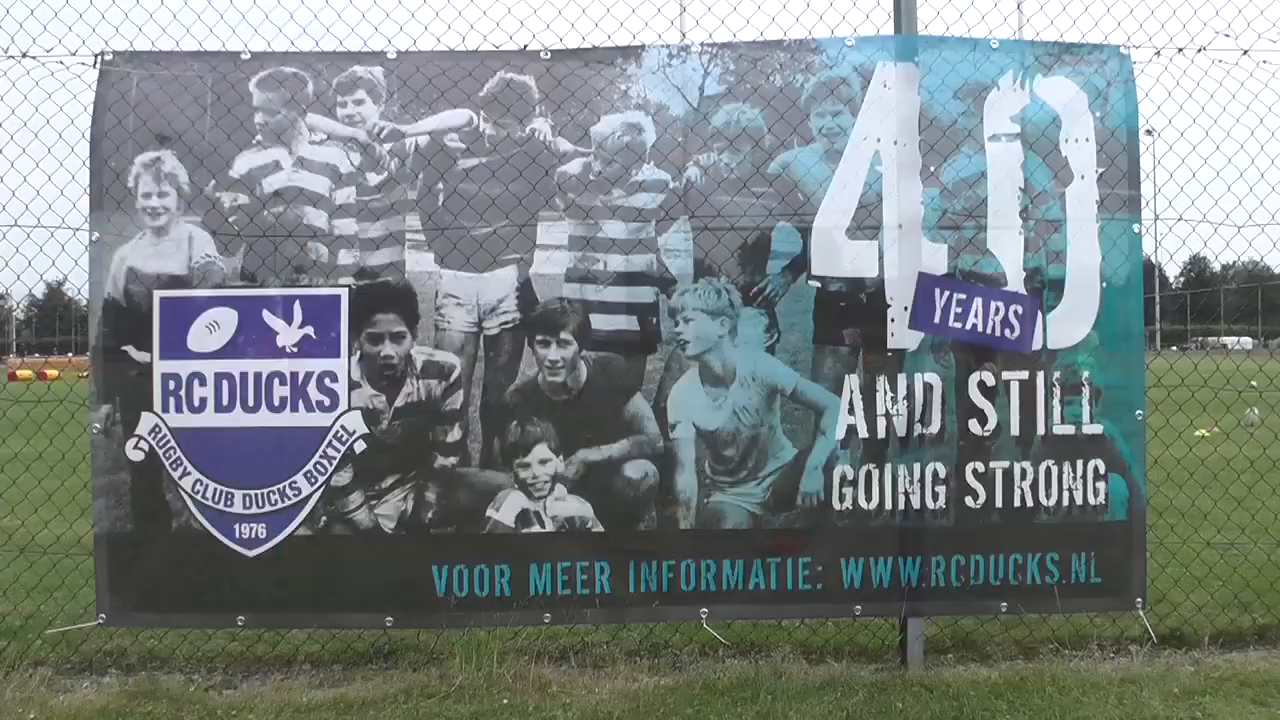 40
YEARS
AND STILL
GOING STRONG
RC DUCKS
RUGBY CLUB DUCKS BOXTEL
1976
VOOR MEER INFORMATIE: WWW.RCDUCKS.NL